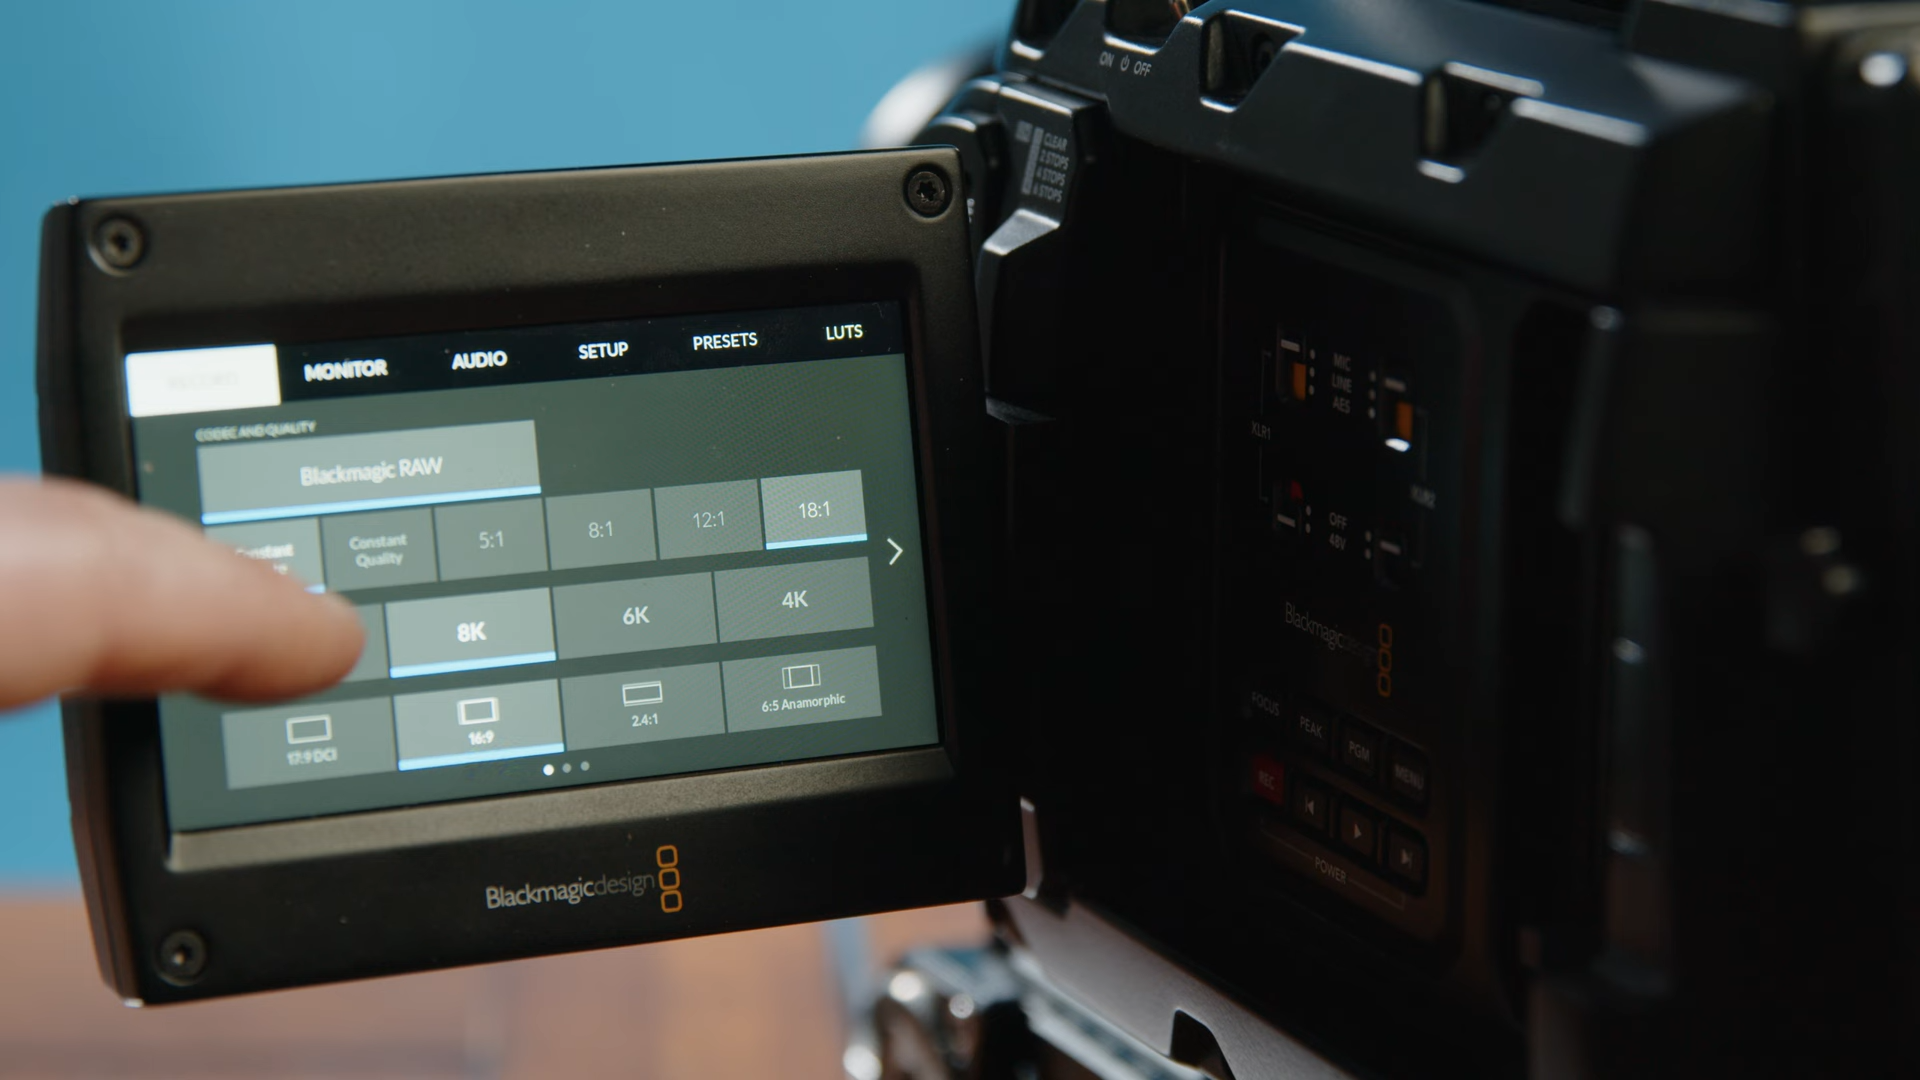 ON OFF
CLEAR
2 STOPS
4 STOPS
6 STOPS
RECORD MONITOR AUDIO SETUP PRESETS LUTS
CODEC AND QUALITY
Blackmagic RAW
Constant
Constant Quality 5:1 8:1 12:1 18:1
8K 6K 4K
17:9 DCI 16:9 2.4:1 6:5 Anamorphic
Blackmagicdesign
MIC
LINE
AES
XLR1
XLR2
OFF
48V
Blackmagicdesign
FOCUS PEAK PGM MENU
REC
POWER